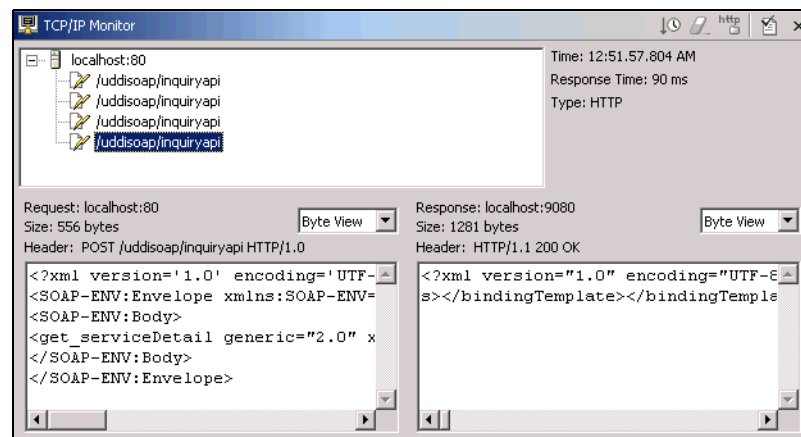 TCP/IP Monitor
http
localhost:80
/uddisoap/inquiryapi
/uddisoap/inquiryapi
/uddisoap/inquiryapi
/uddisoap/inquiryapi
Time: 12:51.57.804 AM
Response Time: 90 ms
Type: HTTP
Request: localhost:80
Size: 556 bytes
Byte View
Header: POST /uddisoap/inquiryapi HTTP/1.0
<?xml version='1.0' encoding='UTF-
<SOAP-ENV:Envelope xmlns:SOAP-ENV=
<SOAP-ENV:Body>
<get_serviceDetail generic="2.0" x
</SOAP-ENV:Body>
</SOAP-ENV:Envelope>
Response: localhost:9080
Size: 1281 bytes
Byte View
Header: HTTP/1.1 200 OK
<?xml version="1.0" encoding="UTF-8
s></bindingTemplate></bindingTempla